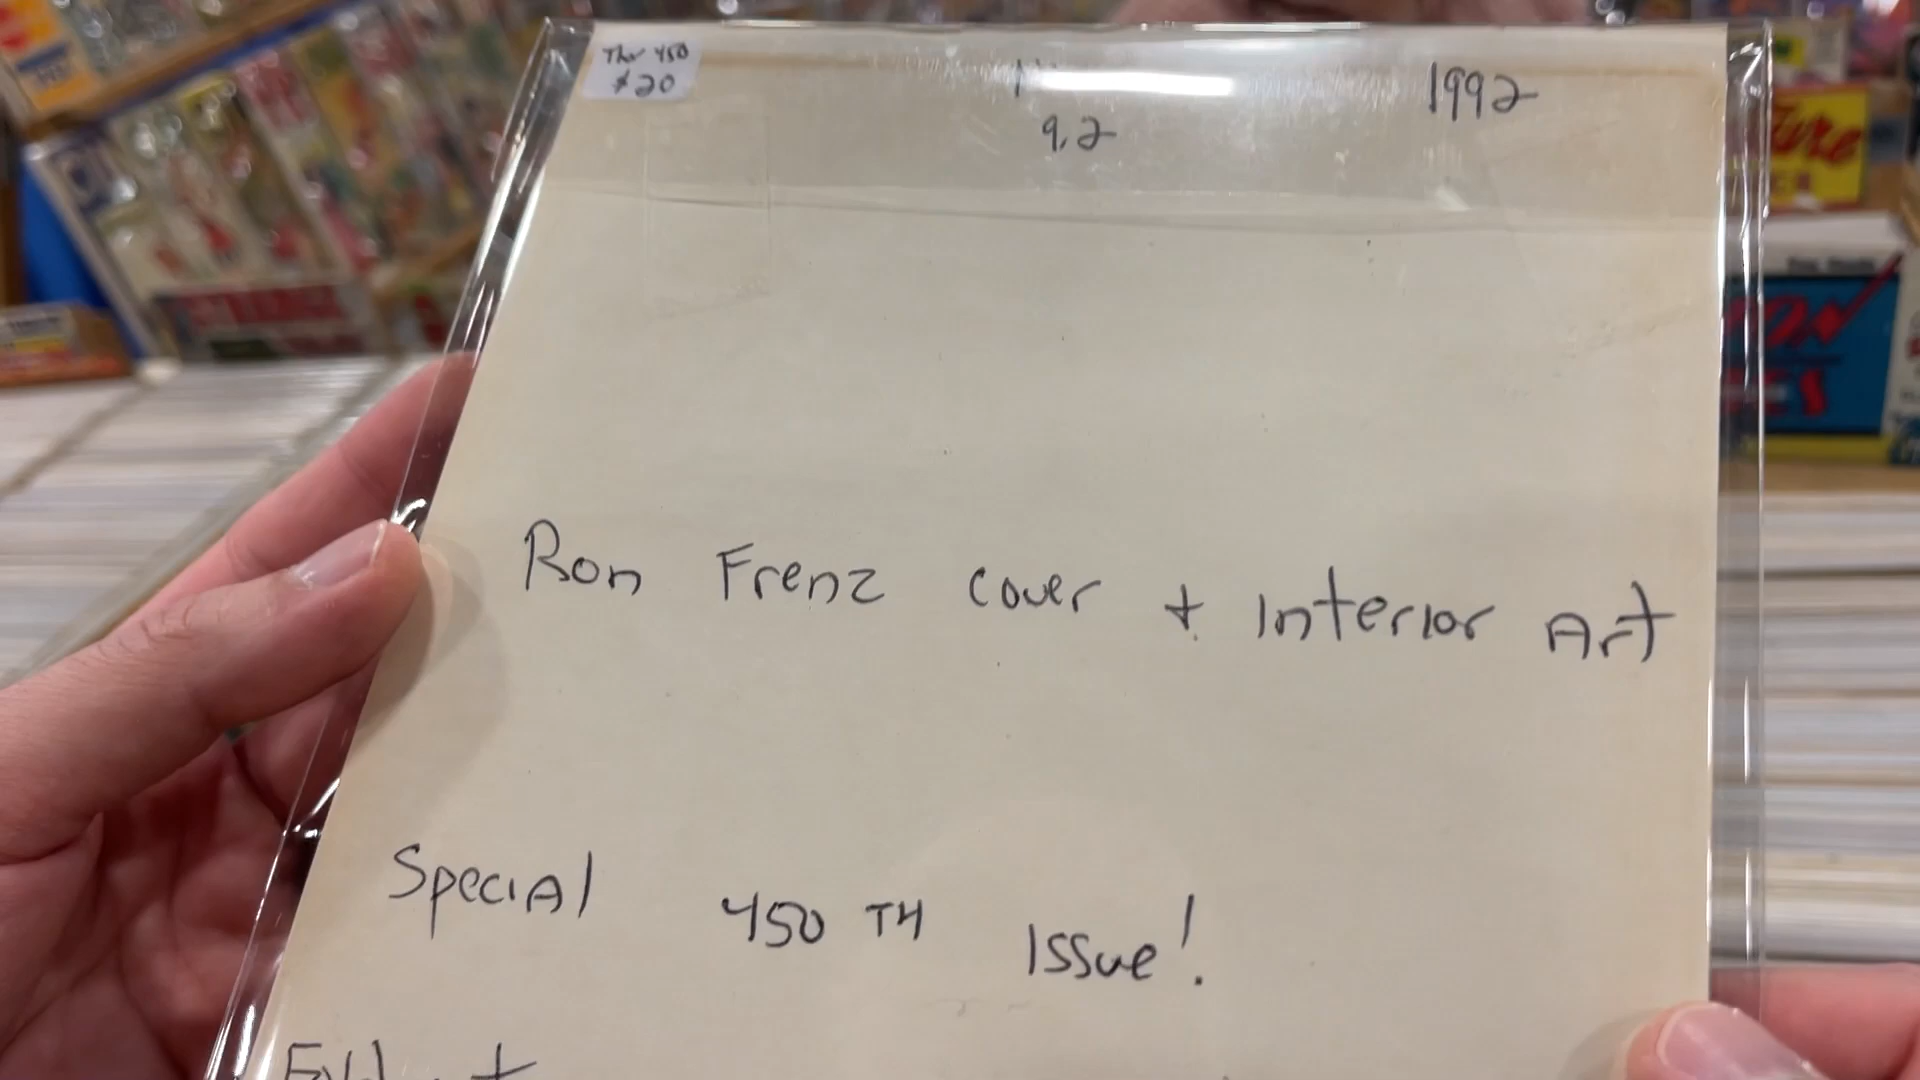 Thor 450
$20
1992
9.2
Ron Frenz cover + Interior Art
Special 450 TH Issue!